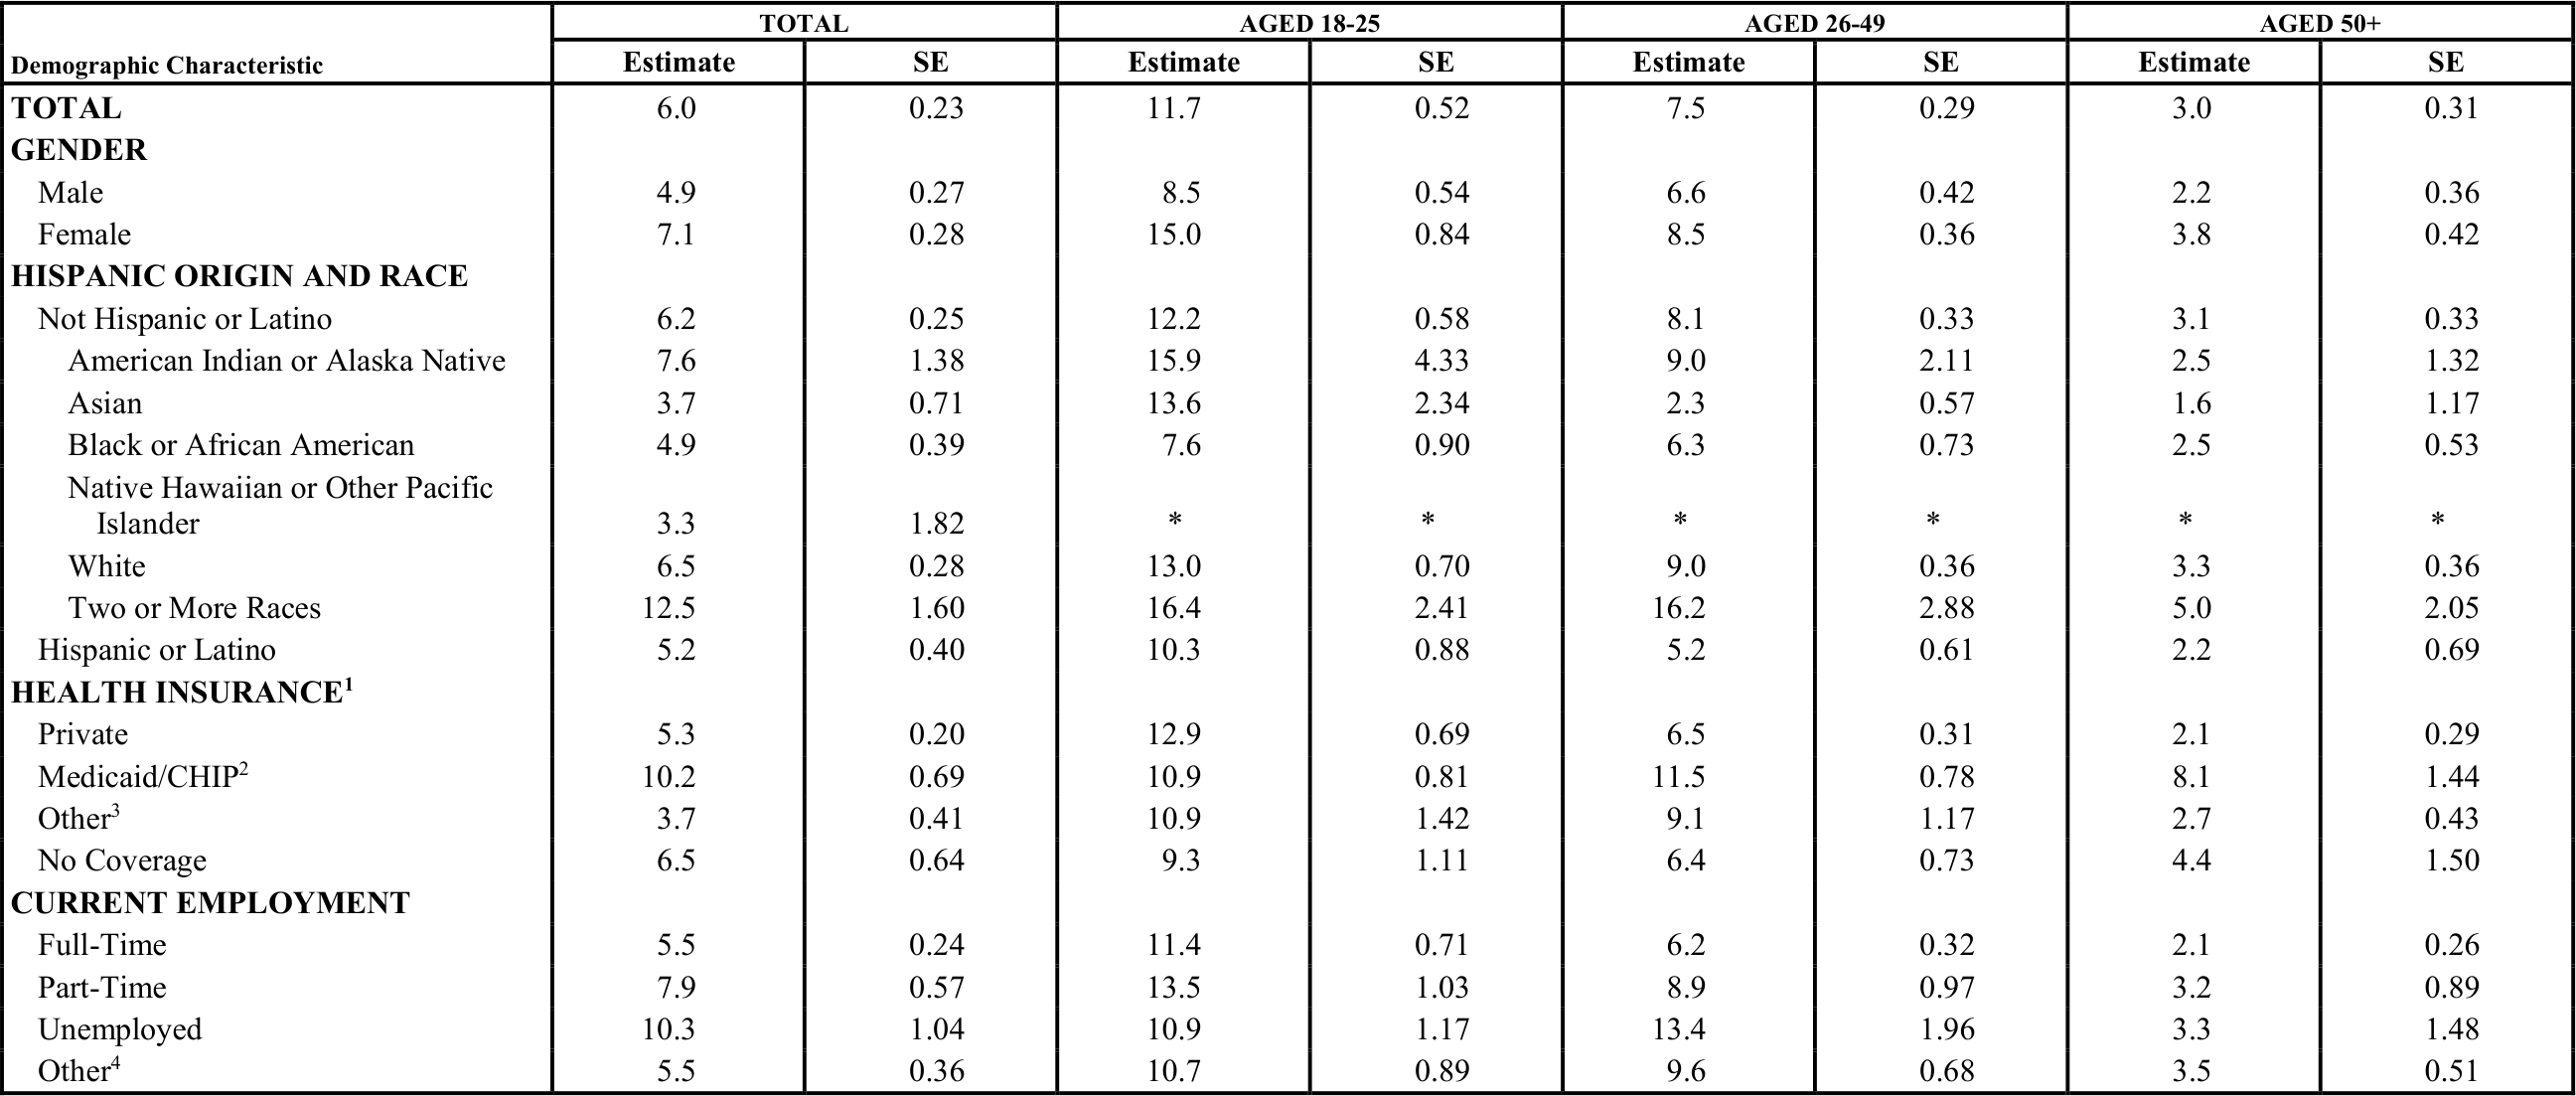 TOTAL AGED 18-25 AGED 26-49 AGED 50+
Demographic Characteristic Estimate SE Estimate SE Estimate SE Estimate SE
TOTAL 6.0 0.23 11.7 0.52 7.5 0.29 3.0 0.31
GENDER
Male 4.9 0.27 8.5 0.54 6.6 0.42 2.2 0.36
Female 7.1 0.28 15.0 0.84 8.5 0.36 3.8 0.42
HISPANIC ORIGIN AND RACE
Not Hispanic or Latino 6.2 0.25 12.2 0.58 8.1 0.33 3.1 0.33
American Indian or Alaska Native 7.6 1.38 15.9 4.33 9.0 2.11 2.5 1.32
Asian 3.7 0.71 13.6 2.34 2.3 0.57 1.6 1.17
Black or African American 4.9 0.39 7.6 0.90 6.3 0.73 2.5 0.53
Native Hawaiian or Other Pacific
Islander 3.3 1.82 * * * * * *
White 6.5 0.28 13.0 0.70 9.0 0.36 3.3 0.36
Two or More Races 12.5 1.60 16.4 2.41 16.2 2.88 5.0 2.05
Hispanic or Latino 5.2 0.40 10.3 0.88 5.2 0.61 2.2 0.69
HEALTH INSURANCE¹
Private 5.3 0.20 12.9 0.69 6.5 0.31 2.1 0.29
Medicaid/CHIP² 10.2 0.69 10.9 0.81 11.5 0.78 8.1 1.44
Other³ 3.7 0.41 10.9 1.42 9.1 1.17 2.7 0.43
No Coverage 6.5 0.64 9.3 1.11 6.4 0.73 4.4 1.50
CURRENT EMPLOYMENT
Full-Time 5.5 0.24 11.4 0.71 6.2 0.32 2.1 0.26
Part-Time 7.9 0.57 13.5 1.03 8.9 0.97 3.2 0.89
Unemployed 10.3 1.04 10.9 1.17 13.4 1.96 3.3 1.48
Other⁴ 5.5 0.36 10.7 0.89 9.6 0.68 3.5 0.51